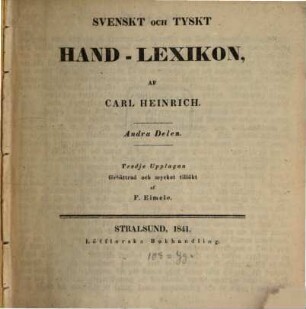 SVENSKT OCH TYSKT
HAND-LEXIKON,
AF
CARL HEINRICH.
Andra Delen.
Tredje Upplagan
förbättrad och mycket tillökt
af
F. Eimele.
STRALSUND, 1841.
Löfflerska Bokhandling.